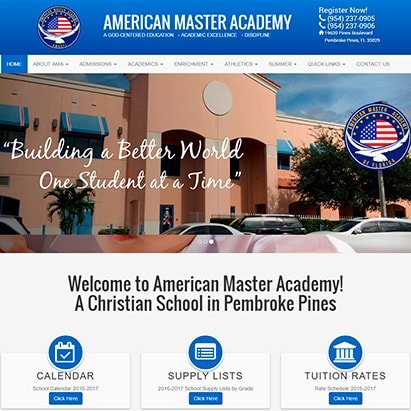 AMERICAN MASTER ACADEMY
A GOD-CENTERED EDUCATION - ACADEMIC EXCELLENCE - DISCIPLINE
Register Now!
(954) 237-0905
(954) 237-0906
Pembroke Pines, FL 33029
HOME ABOUT AMA ADMISSIONS ACADEMICS ENRICHMENT ATHLETICS SUMMER QUICK LINKS CONTACT US
"Building a Better World
One Student at a Time"
AMERICAN MASTER ACADEMY
OF FLORIDA
Welcome to American Master Academy!
A Christian School in Pembroke Pines
CALENDAR
School Calendar 2016-2017
Click Here
SUPPLY LISTS
2016-2017 School Supply Lists by Grade
Click Here
TUITION RATES
Rate Schedule 2016-2017
Click Here